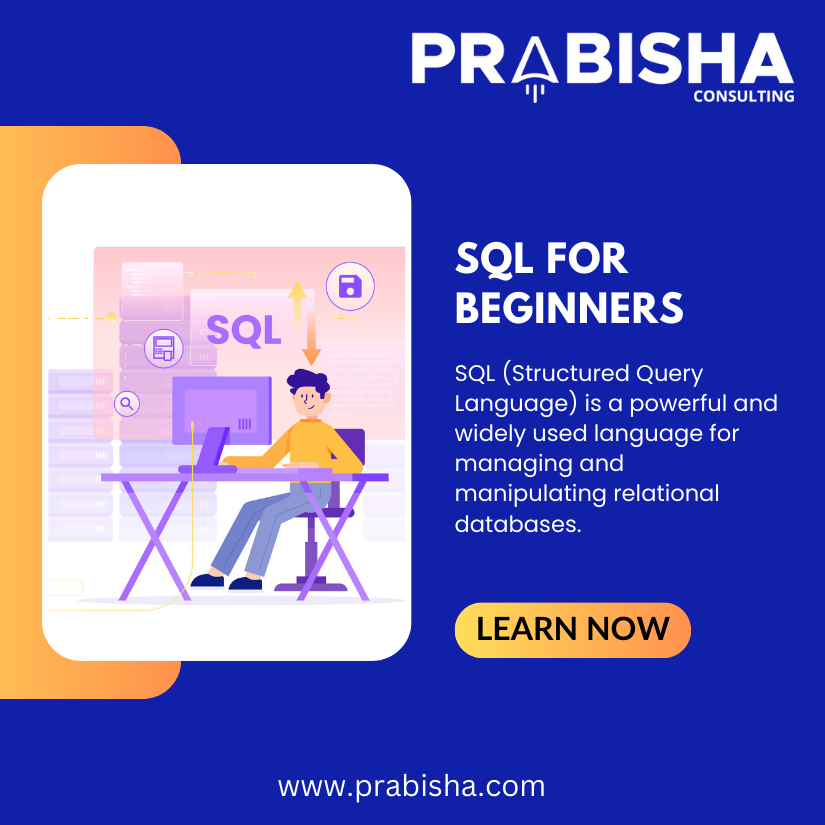 PRABISHA
CONSULTING
SQL
SQL FOR
BEGINNERS
SQL (Structured Query
Language) is a powerful and
widely used language for
managing and
manipulating relational
databases.
LEARN NOW
www.prabisha.com